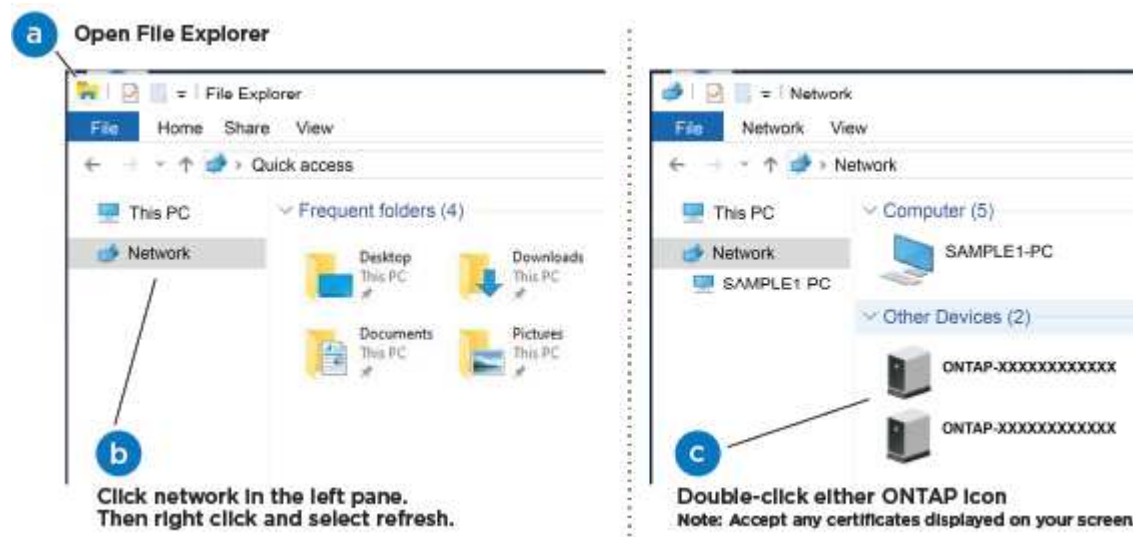 a Open File Explorer
File Explorer
File Home Share View
Quick access
This PC
Network
Frequent folders (4)
Desktop
This PC
Downloads
This PC
Documents
This PC
Pictures
This PC
b
Click network in the left pane.
Then right click and select refresh.
Network
File Network View
Network
This PC
Network
SAMPLE1 PC
Computer (5)
SAMPLE1-PC
Other Devices (2)
ONTAP-XXXXXXXXXXXX
ONTAP-XXXXXXXXXXXX
c
Double-click either ONTAP icon
Note: Accept any certificates displayed on your screen